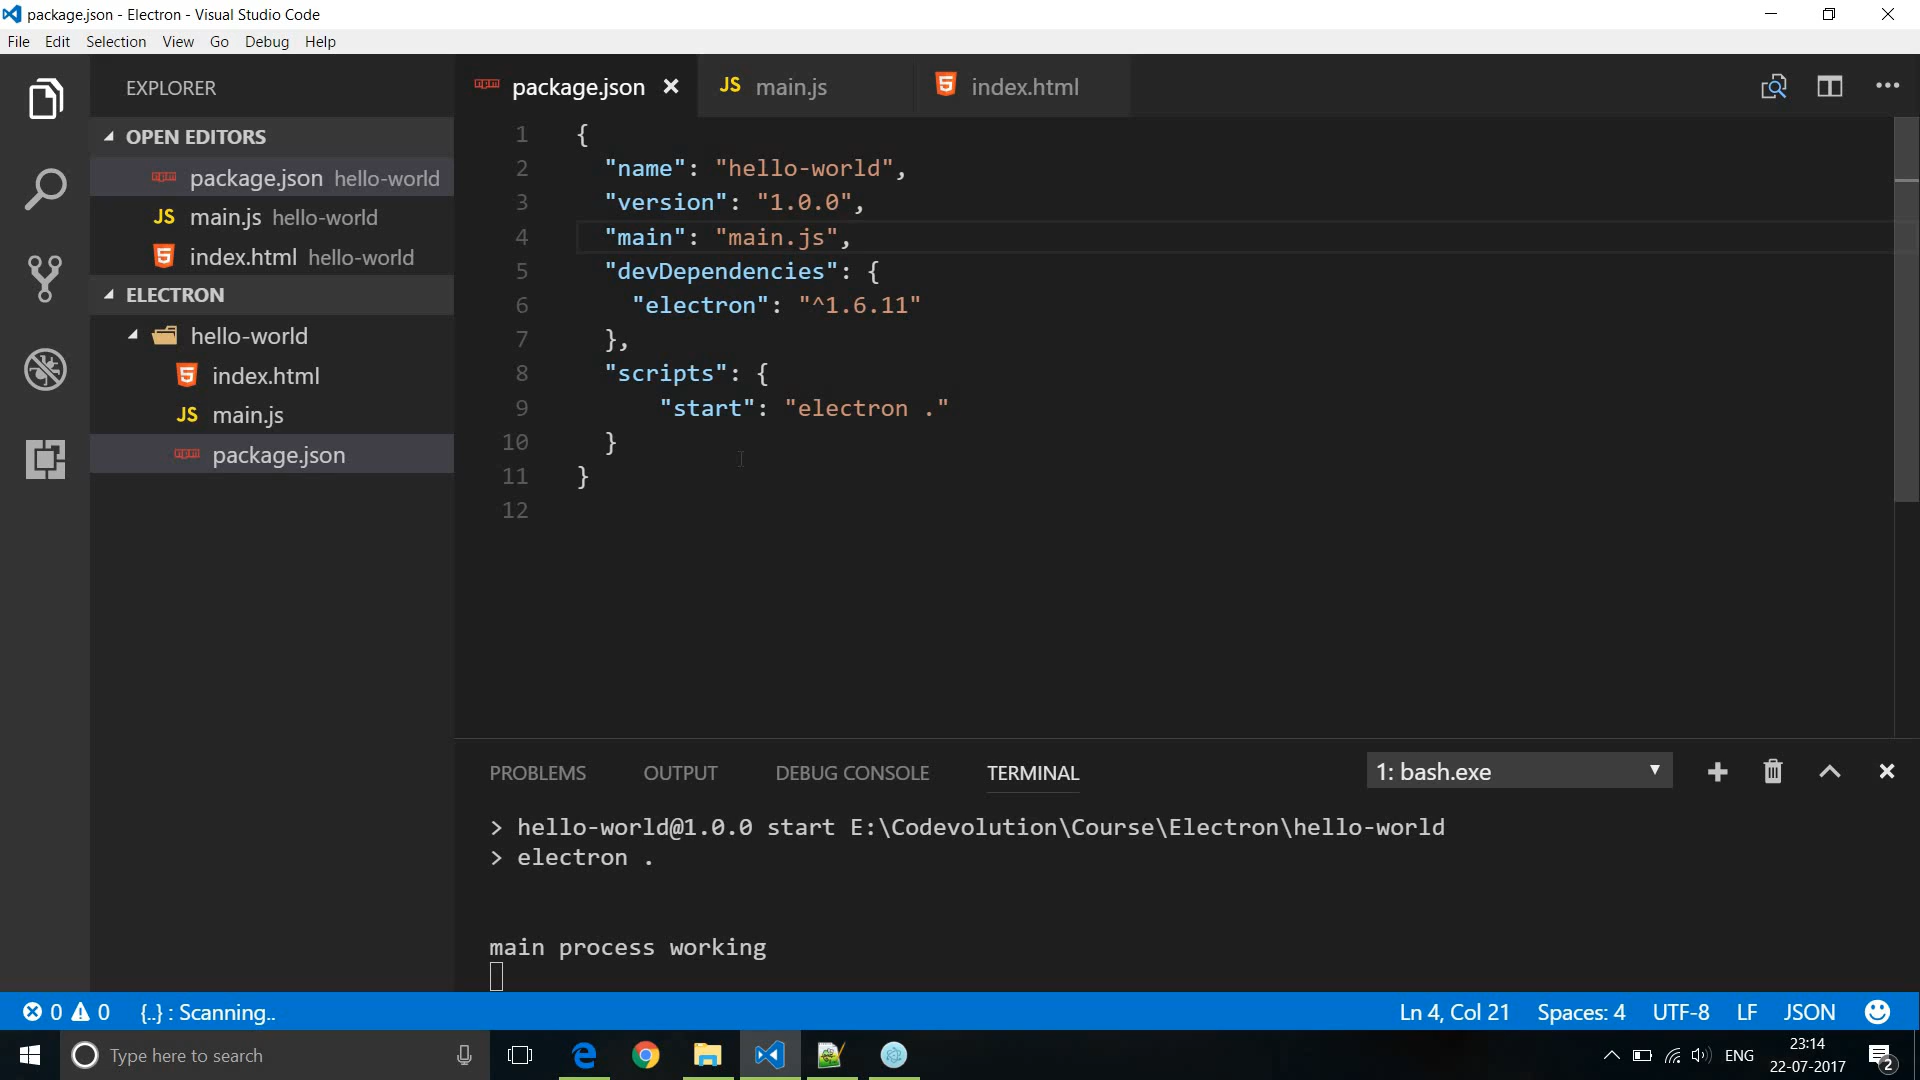 package.json - Electron - Visual Studio Code
File Edit Selection View Go Debug Help
EXPLORER
OPEN EDITORS
package.json hello-world
JS main.js hello-world
index.html hello-world
ELECTRON
hello-world
index.html
JS main.js
package.json
package.json JS main.js index.html
1 {
2 "name": "hello-world",
3 "version": "1.0.0",
4 "main": "main.js",
5 "devDependencies": {
6 "electron": "^1.6.11"
7 },
8 "scripts": {
9 "start": "electron ."
10 }
11 }
12
PROBLEMS OUTPUT DEBUG CONSOLE TERMINAL 1: bash.exe
> hello-world@1.0.0 start E:\Codevolution\Course\Electron\hello-world
> electron .
main process working
0 0 {..} : Scanning.. Ln 4, Col 21 Spaces: 4 UTF-8 LF JSON
Type here to search ENG 23:14
22-07-2017 2